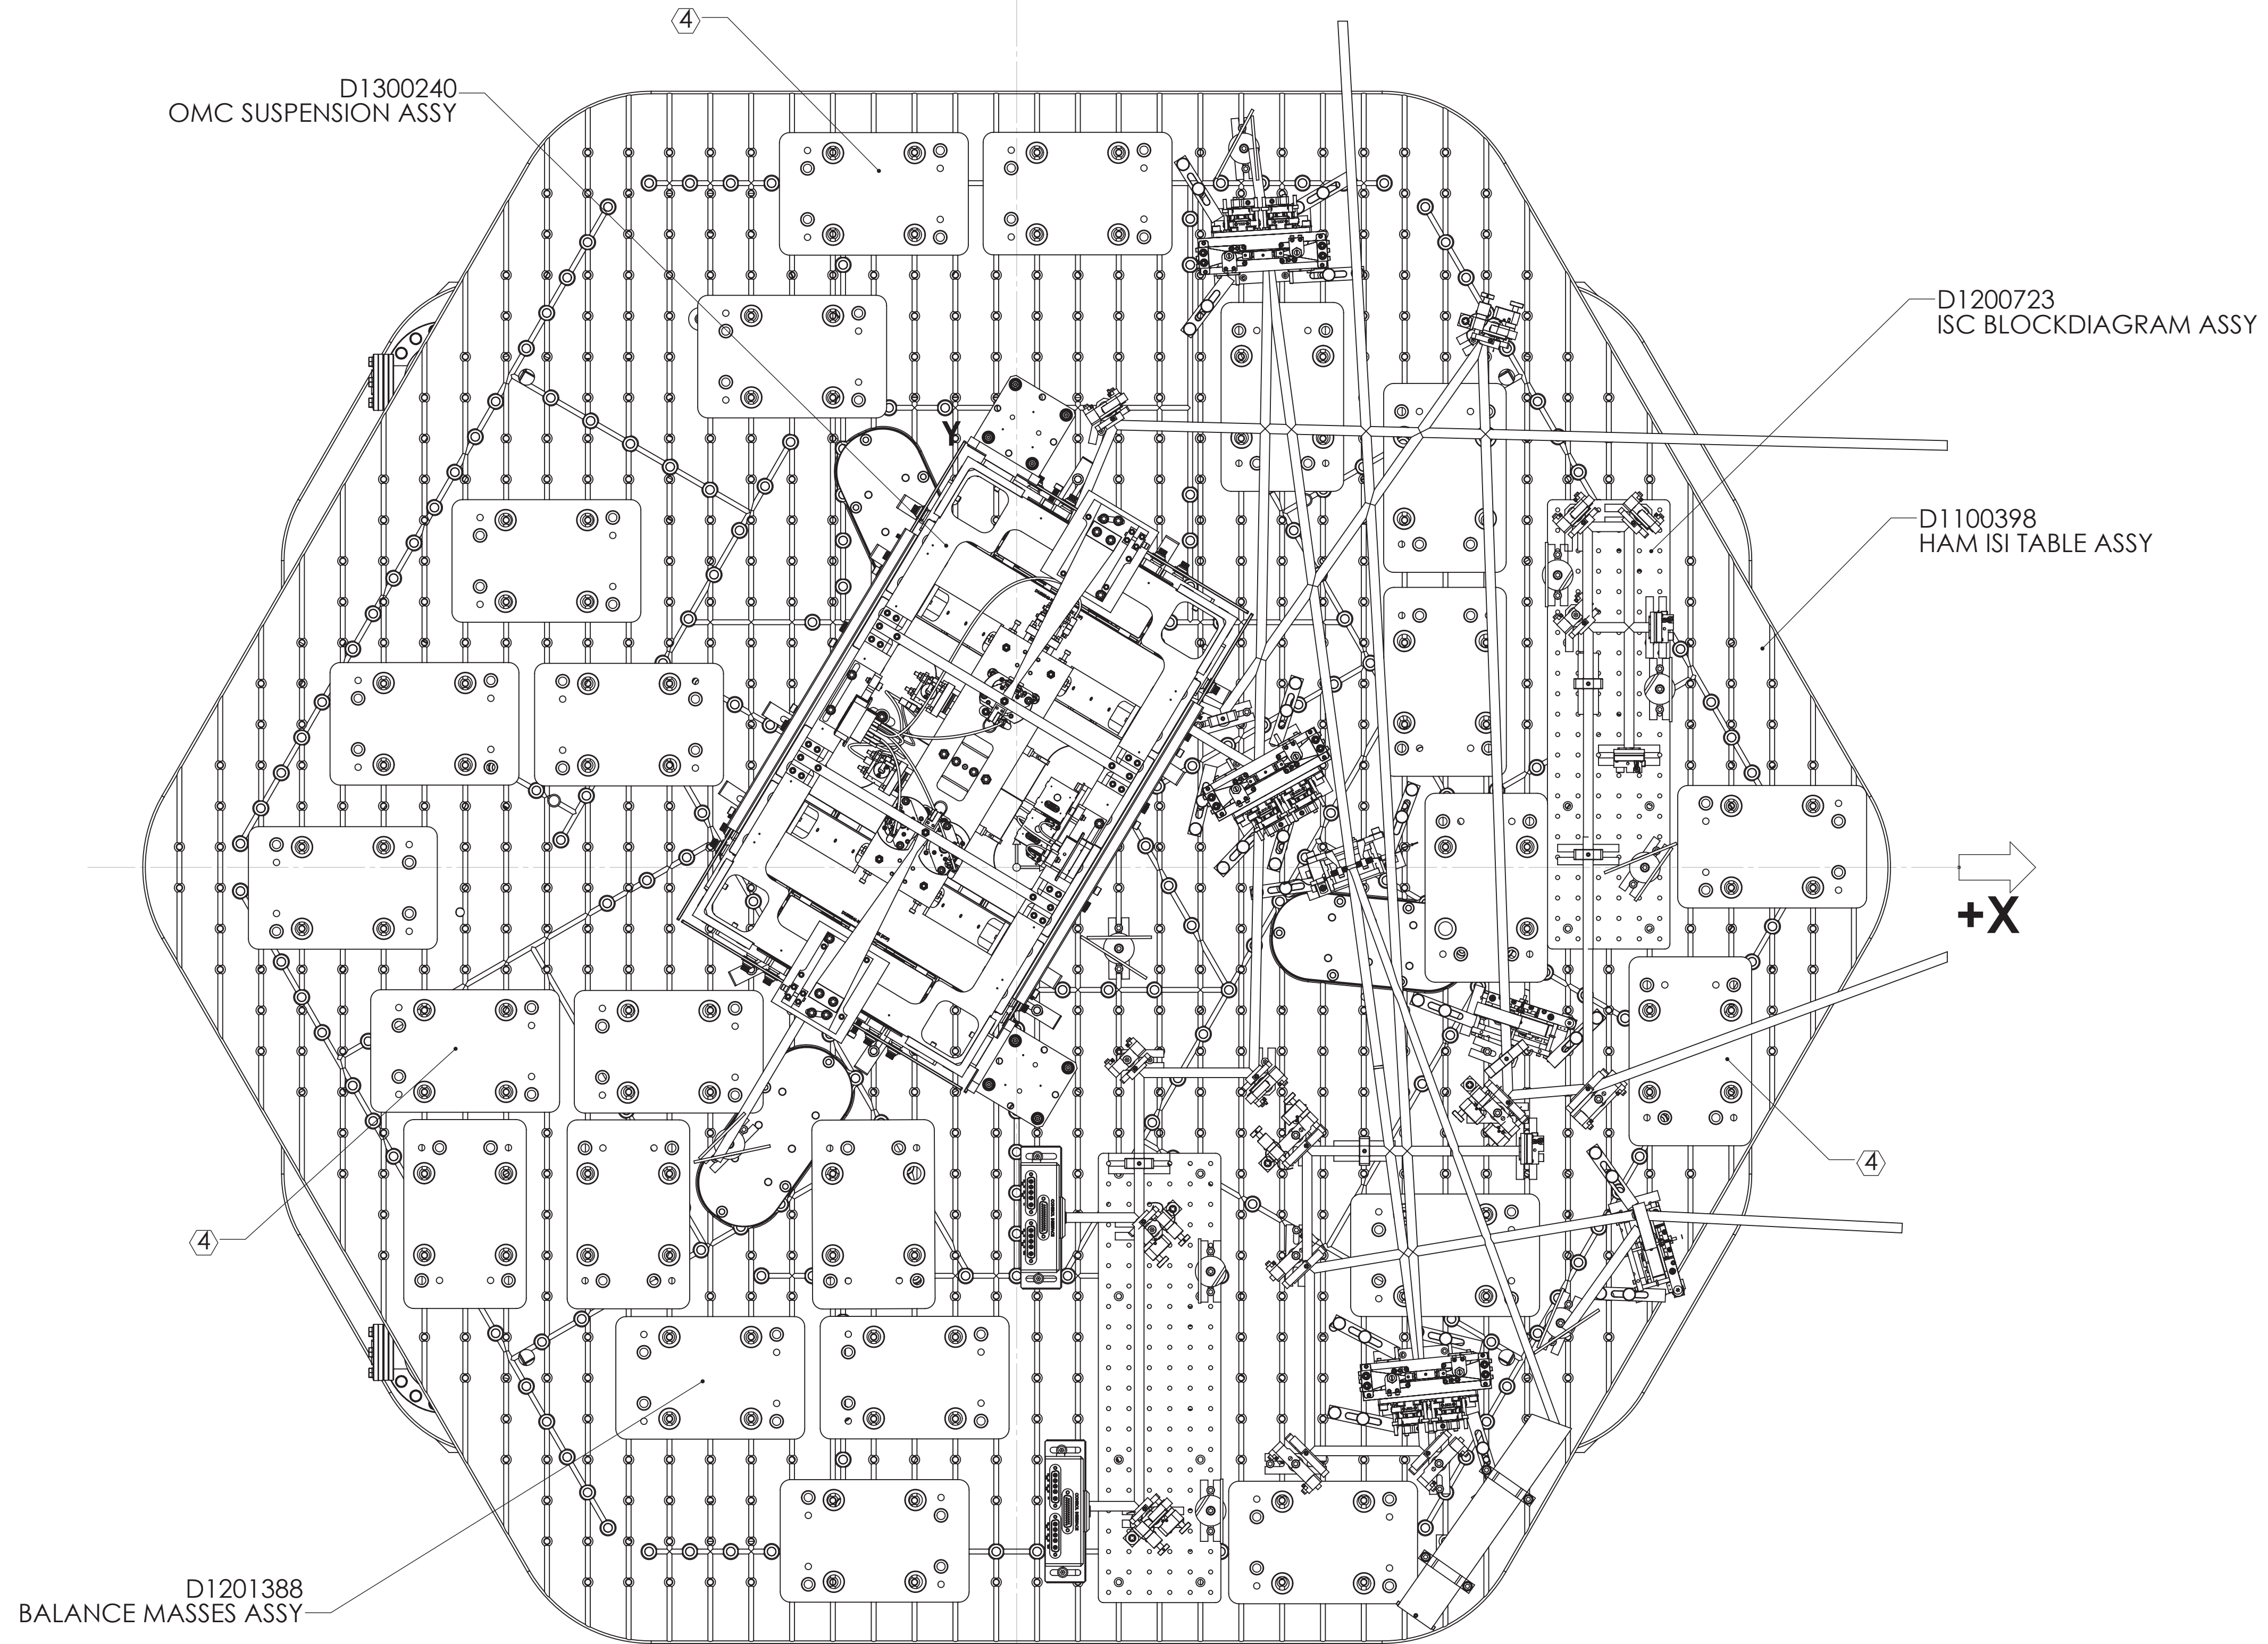 4
D1300240
OMC SUSPENSION ASSY
D1200723
ISC BLOCKDIAGRAM ASSY
Y
D1100398
HAM ISI TABLE ASSY
+X
4
4
D1201388
BALANCE MASSES ASSY